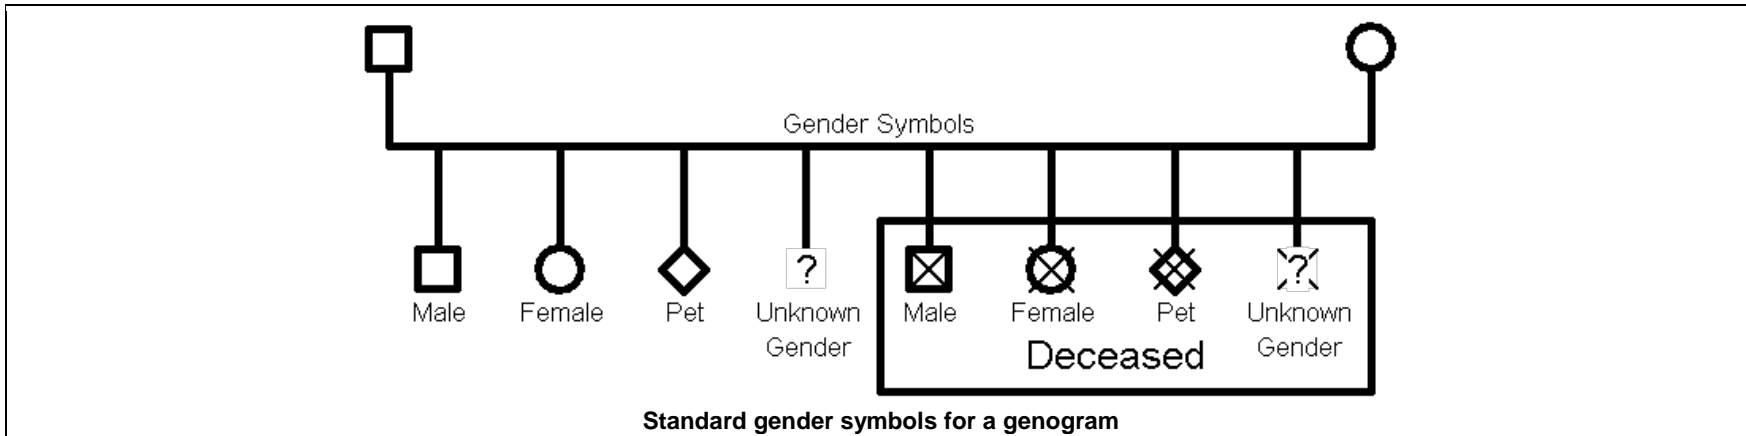 Gender Symbols
? ?
Male Female Pet Unknown Gender Male Female Pet Unknown Gender
Deceased
Standard gender symbols for a genogram